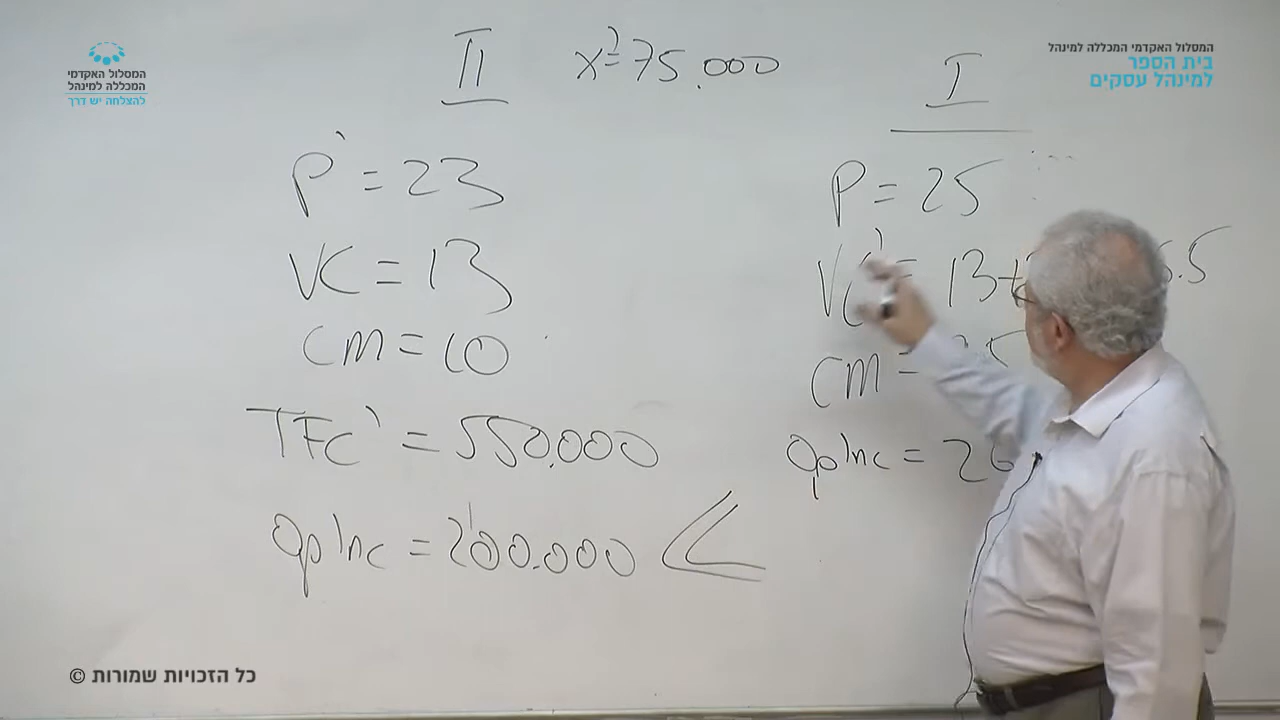 המסלול האקדמי המכללה למינהל
בית הספר
למינהל עסקים
המסלול האקדמי
המכללה למינהל
להצלחה יש דרך
I
P = 25
VC' = 13+ 6.5
CM =
OpInc = 26
X'=75.000
II
P' = 23
VC = 13
CM = 10
TFC' = 550.000
OpInc = 200.000 <
כל הזכויות שמורות ©